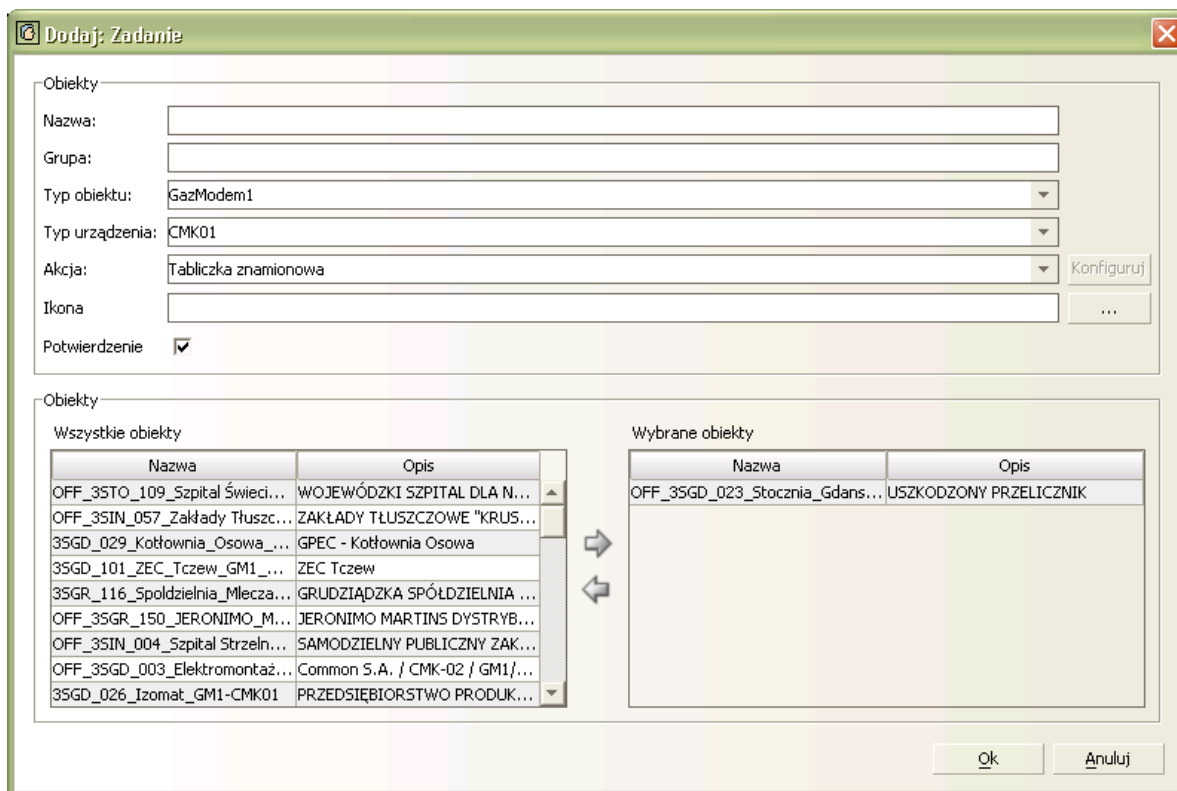 Dodaj: Zadanie
Obiekty
Nazwa:
Grupa:
Typ obiektu: GazModem1
Typ urządzenia: CMK01
Akcja: Tabliczka znamionowa Konfiguruj
Ikona ...
Potwierdzenie
Obiekty
Wszystkie obiekty Wybrane obiekty
Nazwa Opis Nazwa Opis
OFF_3STO_109_Szpital Świeci... WOJEWÓDZKI SZPITAL DLA N... OFF_3SGD_023_Stocznia_Gdans... USZKODZONY PRZELICZNIK
OFF_3SIN_057_Zakłady Tłuszc... ZAKŁADY TŁUSZCZOWE "KRUS...
3SGD_029_Kotłownia_Osowa_... GPEC - Kotłownia Osowa
3SGD_101_ZEC_Tczew_GM1_... ZEC Tczew
3SGR_116_Spoldzielnia_Mlecza... GRUDZIĄDZKA SPÓŁDZIELNIA ...
OFF_3SGR_150_JERONIMO_M... JERONIMO MARTINS DYSTRYB...
OFF_3SIN_004_Szpital Strzeln... SAMODZIELNY PUBLICZNY ZAK...
OFF_3SGD_003_Elektromontaż... Common S.A. / CMK-02 / GM1/...
3SGD_026_Izomat_GM1-CMK01 PRZEDSIĘBIORSTWO PRODUK...
Ok Anuluj